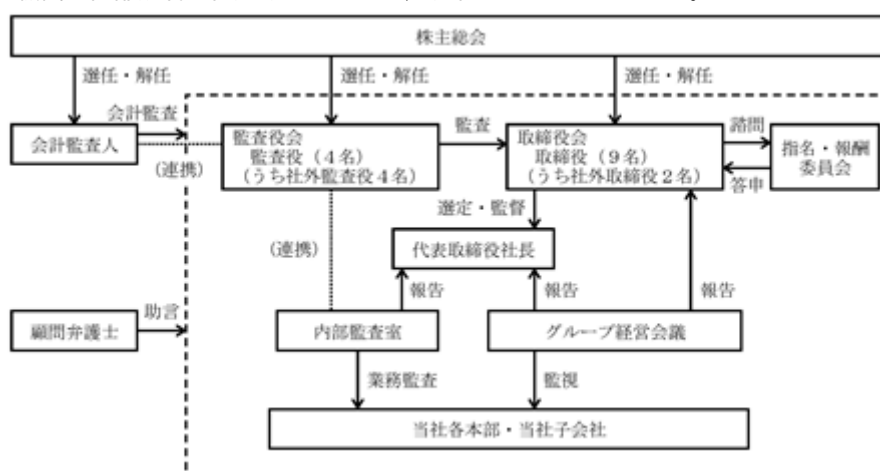 株主総会
選任・解任
選任・解任
選任・解任
会計監査
会計監査人
(連携)
監査役会
監査役(4名)
(うち社外監査役4名)
監査
取締役会
取締役(9名)
(うち社外取締役2名)
諮問
答申
指名・報酬
委員会
選定・監督
(連携)
代表取締役社長
報告
報告
報告
助言
顧問弁護士
内部監査室
グループ経営会議
業務監査
監視
当社各本部・当社子会社